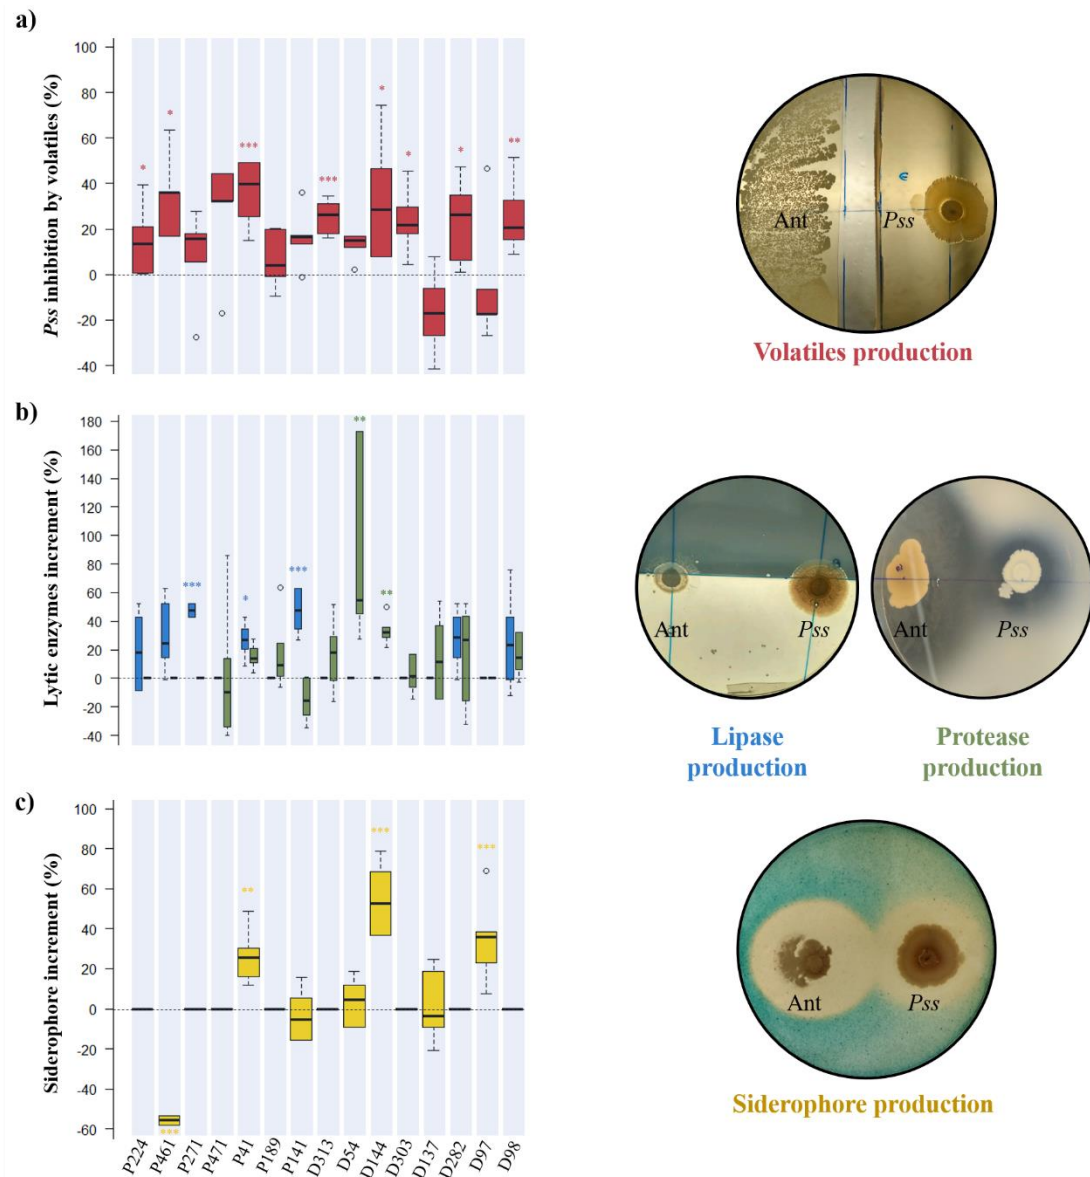 a)
Pss inhibition by volatiles (%)
100
80
60
40
20
0
-20
-40
*
*
***
***
*
*
*
**
Ant
Pss
Volatiles production
b)
Lytic enzymes increment (%)
180
160
140
120
100
80
60
40
20
0
-20
-40
***
*
***
**
**
Ant
Pss
Ant
Pss
Lipase
production
Protease
production
c)
Siderophore increment (%)
100
80
60
40
20
0
-20
-40
-60
***
**
***
***
P224
P461
P271
P471
P41
P189
P141
D313
D54
D144
D303
D137
D282
D97
D98
Ant
Pss
Siderophore production